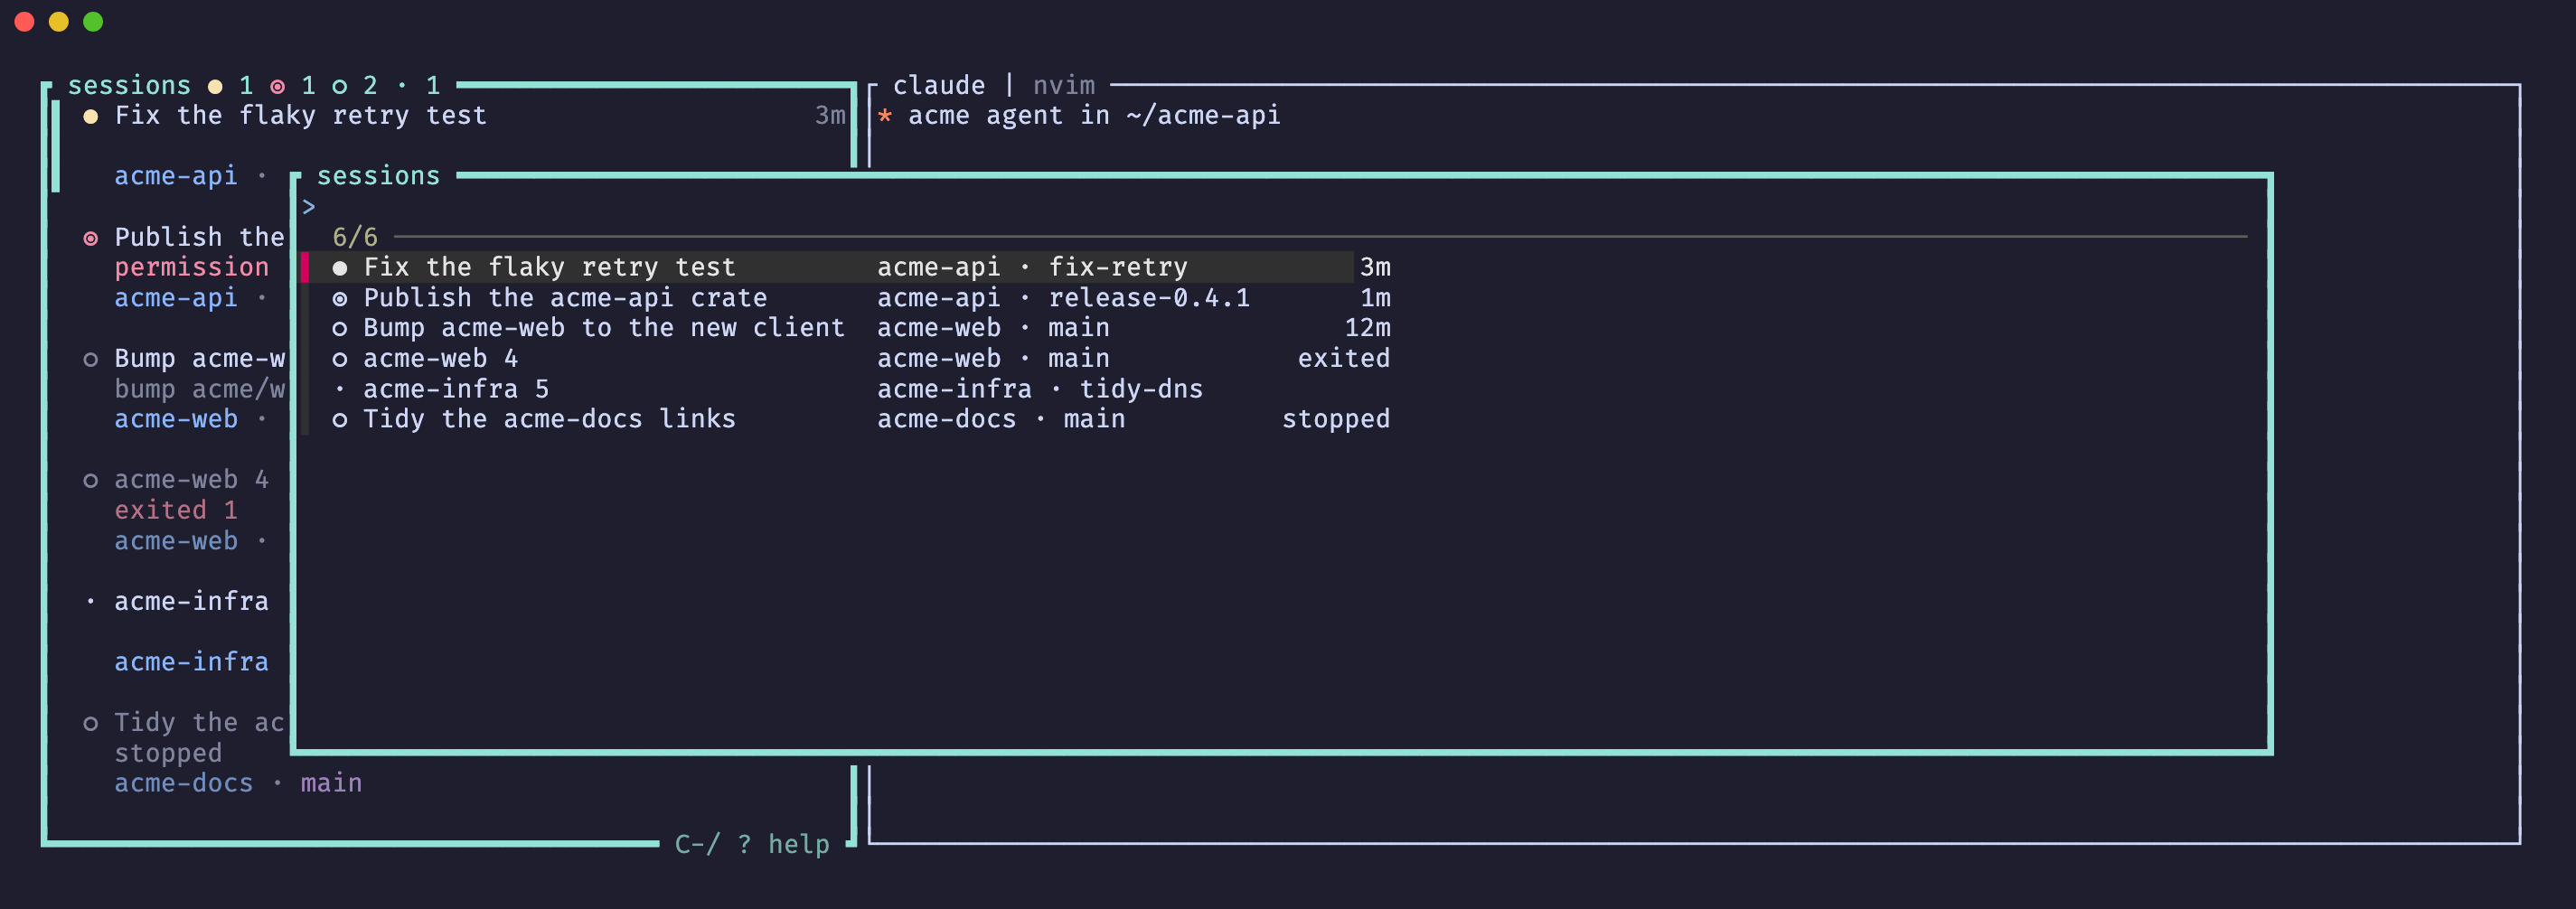 sessions ● 1 ◉ 1 ○ 2 · 1
● Fix the flaky retry test 3m
acme-api ·
◉ Publish the
permission
acme-api ·
○ Bump acme-w
bump acme/w
acme-web ·
○ acme-web 4
exited 1
acme-web ·
· acme-infra
acme-infra
○ Tidy the ac
stopped
acme-docs · main
C-/ ? help
claude | nvim
* acme agent in ~/acme-api
sessions
>
6/6
● Fix the flaky retry test acme-api · fix-retry 3m
◉ Publish the acme-api crate acme-api · release-0.4.1 1m
○ Bump acme-web to the new client acme-web · main 12m
○ acme-web 4 acme-web · main exited
· acme-infra 5 acme-infra · tidy-dns
○ Tidy the acme-docs links acme-docs · main stopped